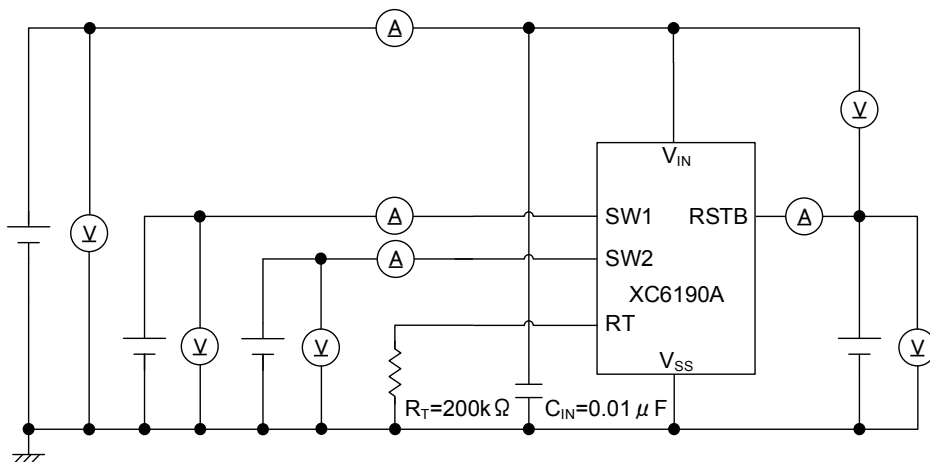 A
V
V
V_IN
SW1 RSTB
A
A
V
V
A
SW2
XC6190A
RT
V
V_SS
R_T=200kΩ
C_IN=0.01μF